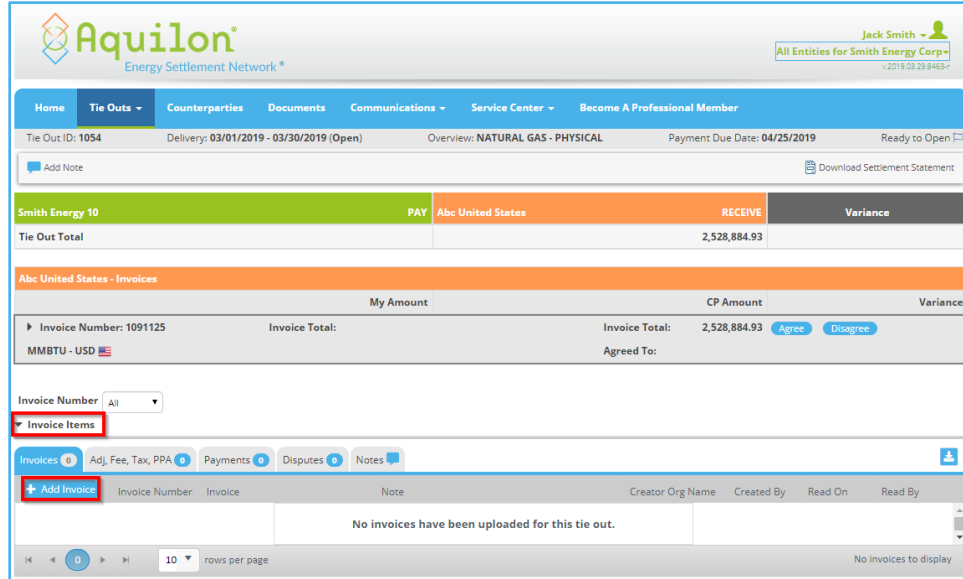 Aquilon®
Energy Settlement Network®
Jack Smith
All Entities for Smith Energy Corp
v.2019.03.29.8463-r
Home Tie Outs Counterparties Documents Communications Service Center Become A Professional Member
Tie Out ID: 1054 Delivery: 03/01/2019 - 03/30/2019 (Open) Overview: NATURAL GAS - PHYSICAL Payment Due Date: 04/25/2019 Ready to Open
Add Note Download Settlement Statement
Smith Energy 10 PAY Abc United States RECEIVE Variance
Tie Out Total 2,528,884.93
Abc United States - Invoices
My Amount CP Amount Variance
Invoice Number: 1091125 Invoice Total: Invoice Total: 2,528,884.93 Agree Disagree
MMBTU - USD Agreed To:
Invoice Number All
Invoice Items
Invoices 0 Adj, Fee, Tax, PPA 0 Payments 0 Disputes 0 Notes
+ Add Invoice Invoice Number Invoice Note Creator Org Name Created By Read On Read By
No invoices have been uploaded for this tie out.
0 10 rows per page No invoices to display